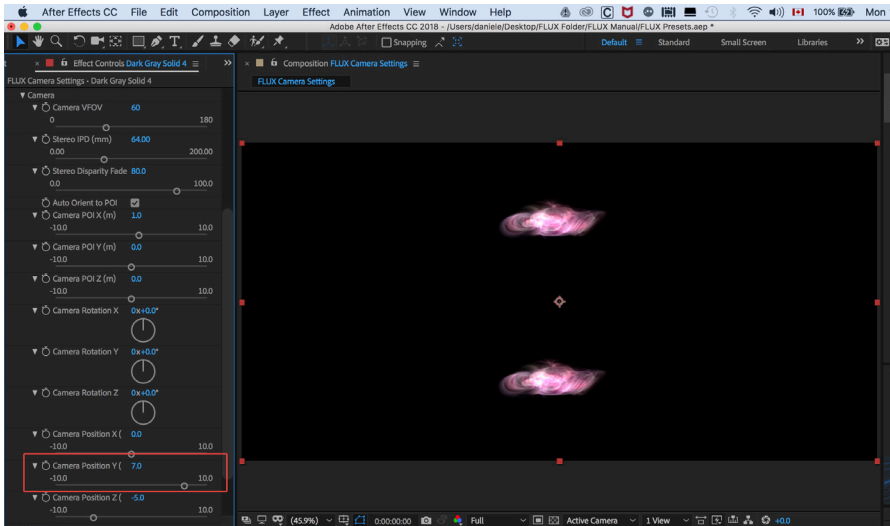 After Effects CC File Edit Composition Layer Effect Animation View Window Help 100% Mon
Adobe After Effects CC 2018 - /Users/daniele/Desktop/FLUX Folder/FLUX Manual/FLUX Presets.aep *
Snapping Default Standard Small Screen Libraries
Effect Controls Dark Gray Solid 4
Composition FLUX Camera Settings
FLUX Camera Settings • Dark Gray Solid 4
FLUX Camera Settings
Camera
Camera VFOV 60
0 180
Stereo IPD (mm) 64.00
0.00 200.00
Stereo Disparity Fade 80.0
0.0 100.0
Auto Orient to POI
Camera POI X (m) 1.0
-10.0 10.0
Camera POI Y (m) 0.0
-10.0 10.0
Camera POI Z (m) 0.0
-10.0 10.0
Camera Rotation X 0x+0.0°
Camera Rotation Y 0x+0.0°
Camera Rotation Z 0x+0.0°
Camera Position X ( 0.0
-10.0 10.0
Camera Position Y ( 7.0
-10.0 10.0
Camera Position Z ( -5.0
-10.0 10.0
(45.9%) 0:00:00:00 Full Active Camera 1 View +0.0